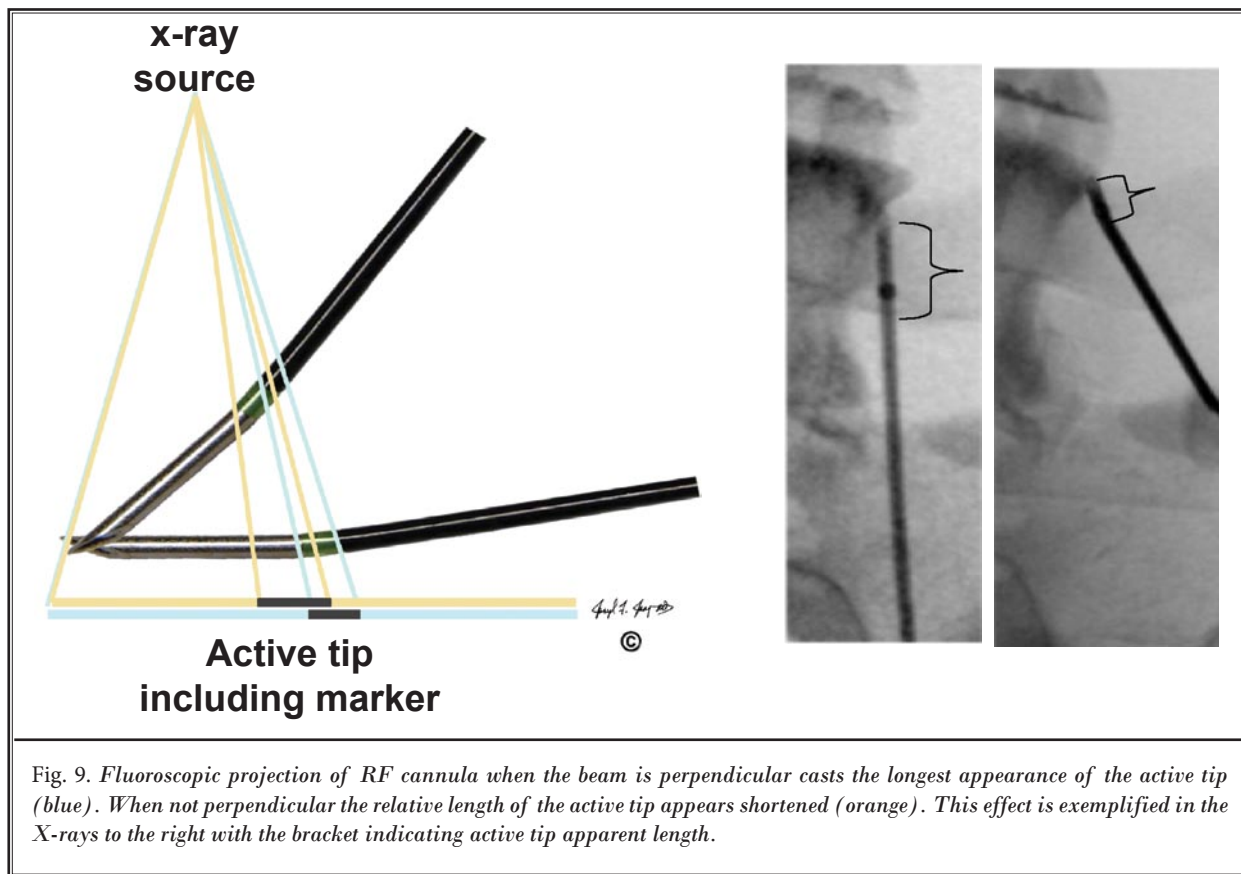 x-ray
source
©
Active tip
including marker
Fig. 9. Fluoroscopic projection of RF cannula when the beam is perpendicular casts the longest appearance of the active tip
(blue). When not perpendicular the relative length of the active tip appears shortened (orange). This effect is exemplified in the
X-rays to the right with the bracket indicating active tip apparent length.